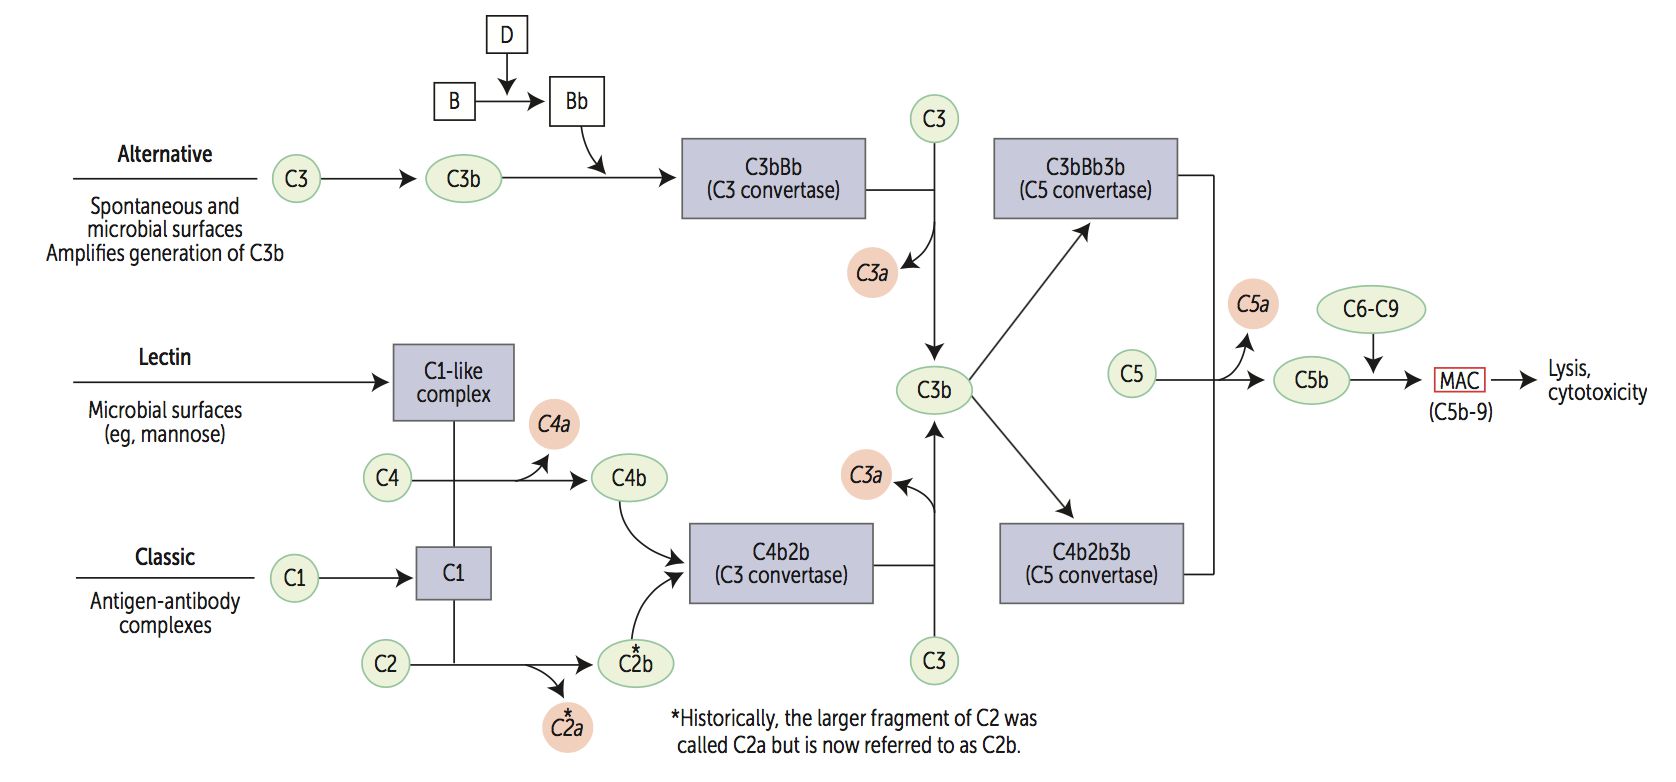 D
B
Bb
C3
Alternative
C3
C3b
C3bBb
(C3 convertase)
C3bBb3b
(C5 convertase)
Spontaneous and
microbial surfaces
Amplifies generation of C3b
C3a
C5a
C6-C9
Lectin
C1-like
complex
Microbial surfaces
(eg, mannose)
C4a
C3b
C5
C5b
MAC
(C5b-9)
Lysis,
cytotoxicity
C4
C4b
C3a
Classic
C1
C1
Antigen-antibody
complexes
C4b2b
(C3 convertase)
C4b2b3b
(C5 convertase)
C2
*
C2b
C3
*
C2a
*Historically, the larger fragment of C2 was
called C2a but is now referred to as C2b.